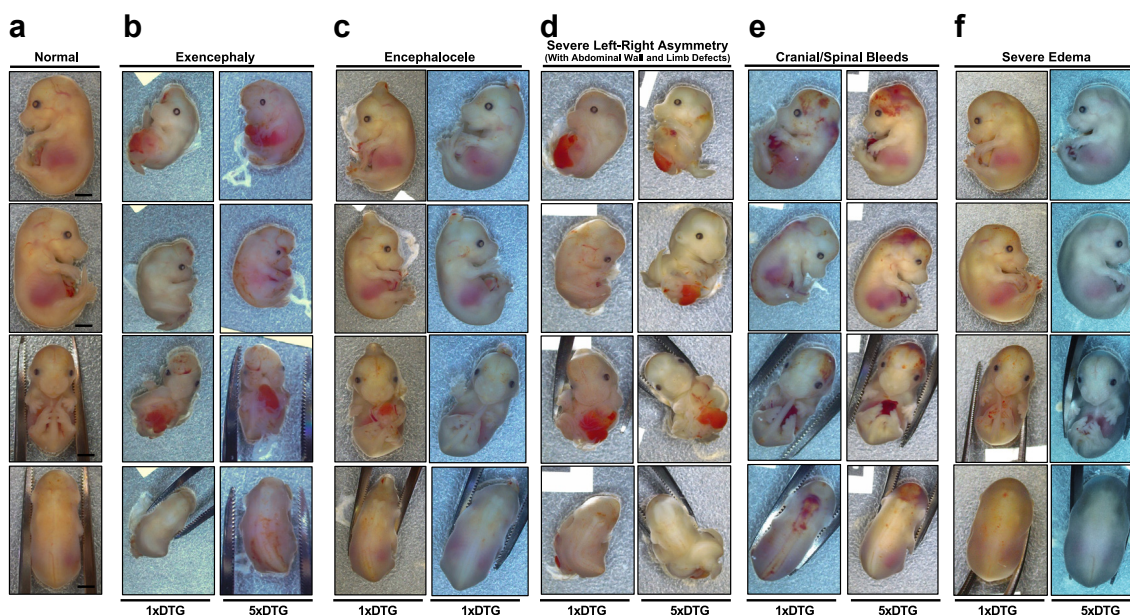 a
Normal
b
Exencephaly
c
Encephalocele
d
Severe Left-Right Asymmetry
(With Abdominal Wall and Limb Defects)
e
Cranial/Spinal Bleeds
f
Severe Edema
1xDTG
5xDTG
1xDTG
1xDTG
1xDTG
5xDTG
1xDTG
5xDTG
1xDTG
5xDTG